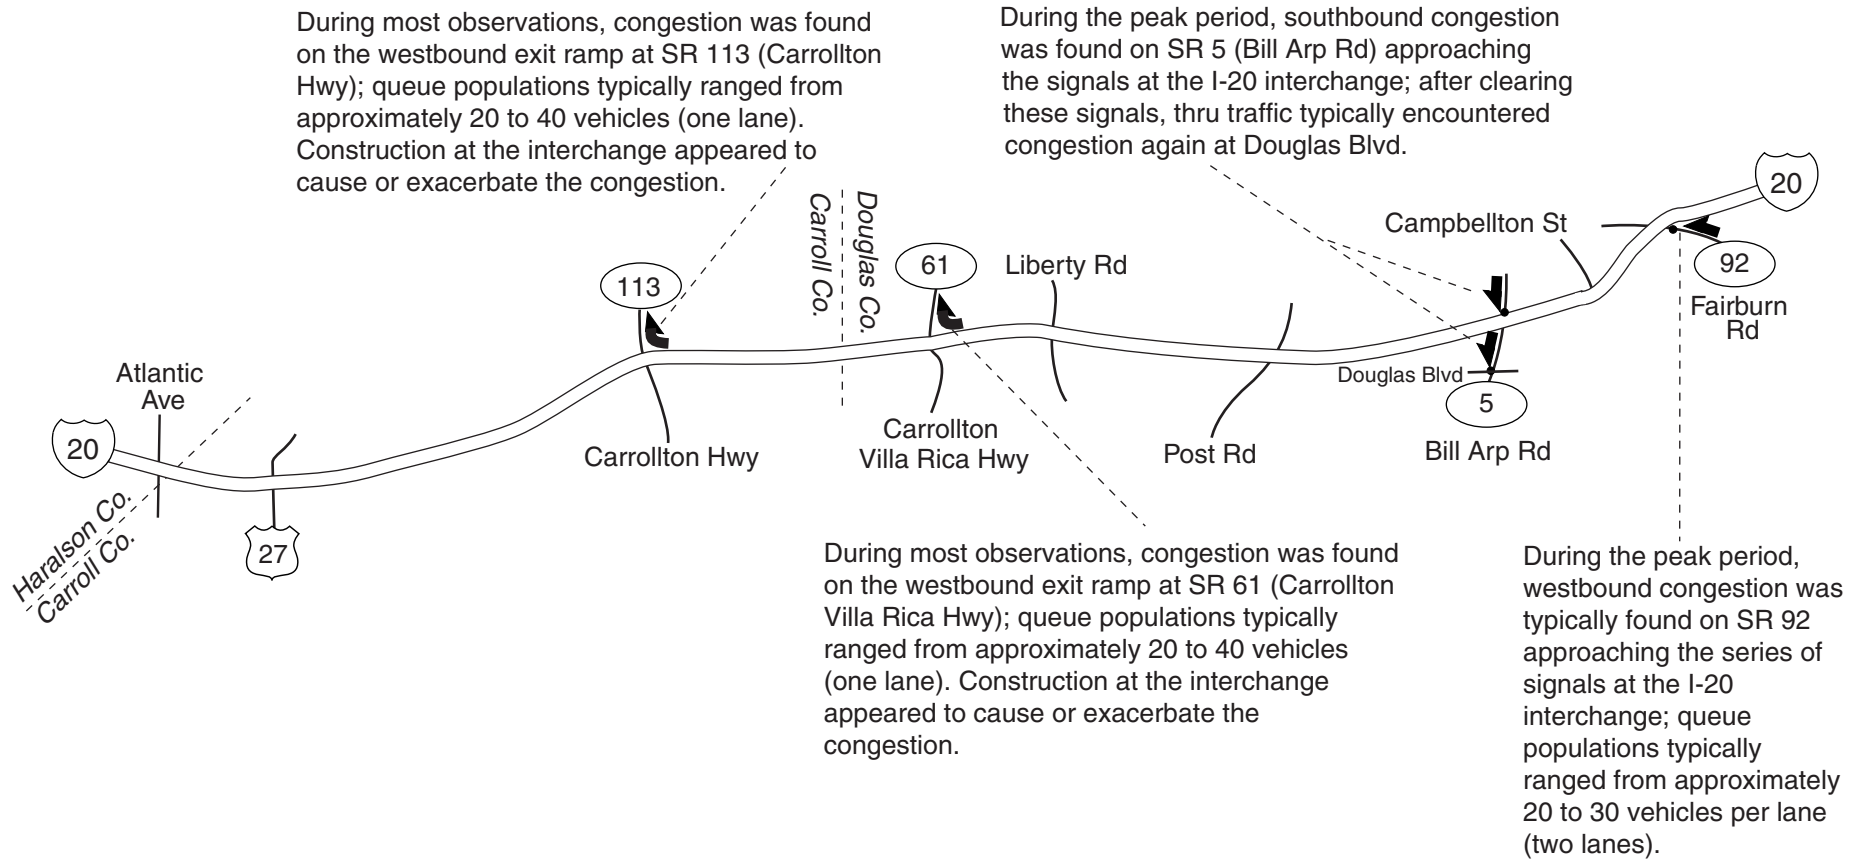 During most observations, congestion was found
on the westbound exit ramp at SR 113 (Carrollton
Hwy); queue populations typically ranged from
approximately 20 to 40 vehicles (one lane).
Construction at the interchange appeared to
cause or exacerbate the congestion.
During the peak period, southbound congestion
was found on SR 5 (Bill Arp Rd) approaching
the signals at the I-20 interchange; after clearing
these signals, thru traffic typically encountered
congestion again at Douglas Blvd.
20
Campbellton St
92
Fairburn
Rd
Carroll Co.
Douglas Co.
113
61
Liberty Rd
Atlantic
Ave
Douglas Blvd
5
Bill Arp Rd
Post Rd
Carrollton
Villa Rica Hwy
Carrollton Hwy
20
Haralson Co.
Carroll Co.
27
During most observations, congestion was found
on the westbound exit ramp at SR 61 (Carrollton
Villa Rica Hwy); queue populations typically
ranged from approximately 20 to 40 vehicles
(one lane). Construction at the interchange
appeared to cause or exacerbate the
congestion.
During the peak period,
westbound congestion was
typically found on SR 92
approaching the series of
signals at the I-20
interchange; queue
populations typically
ranged from approximately
20 to 30 vehicles per lane
(two lanes).